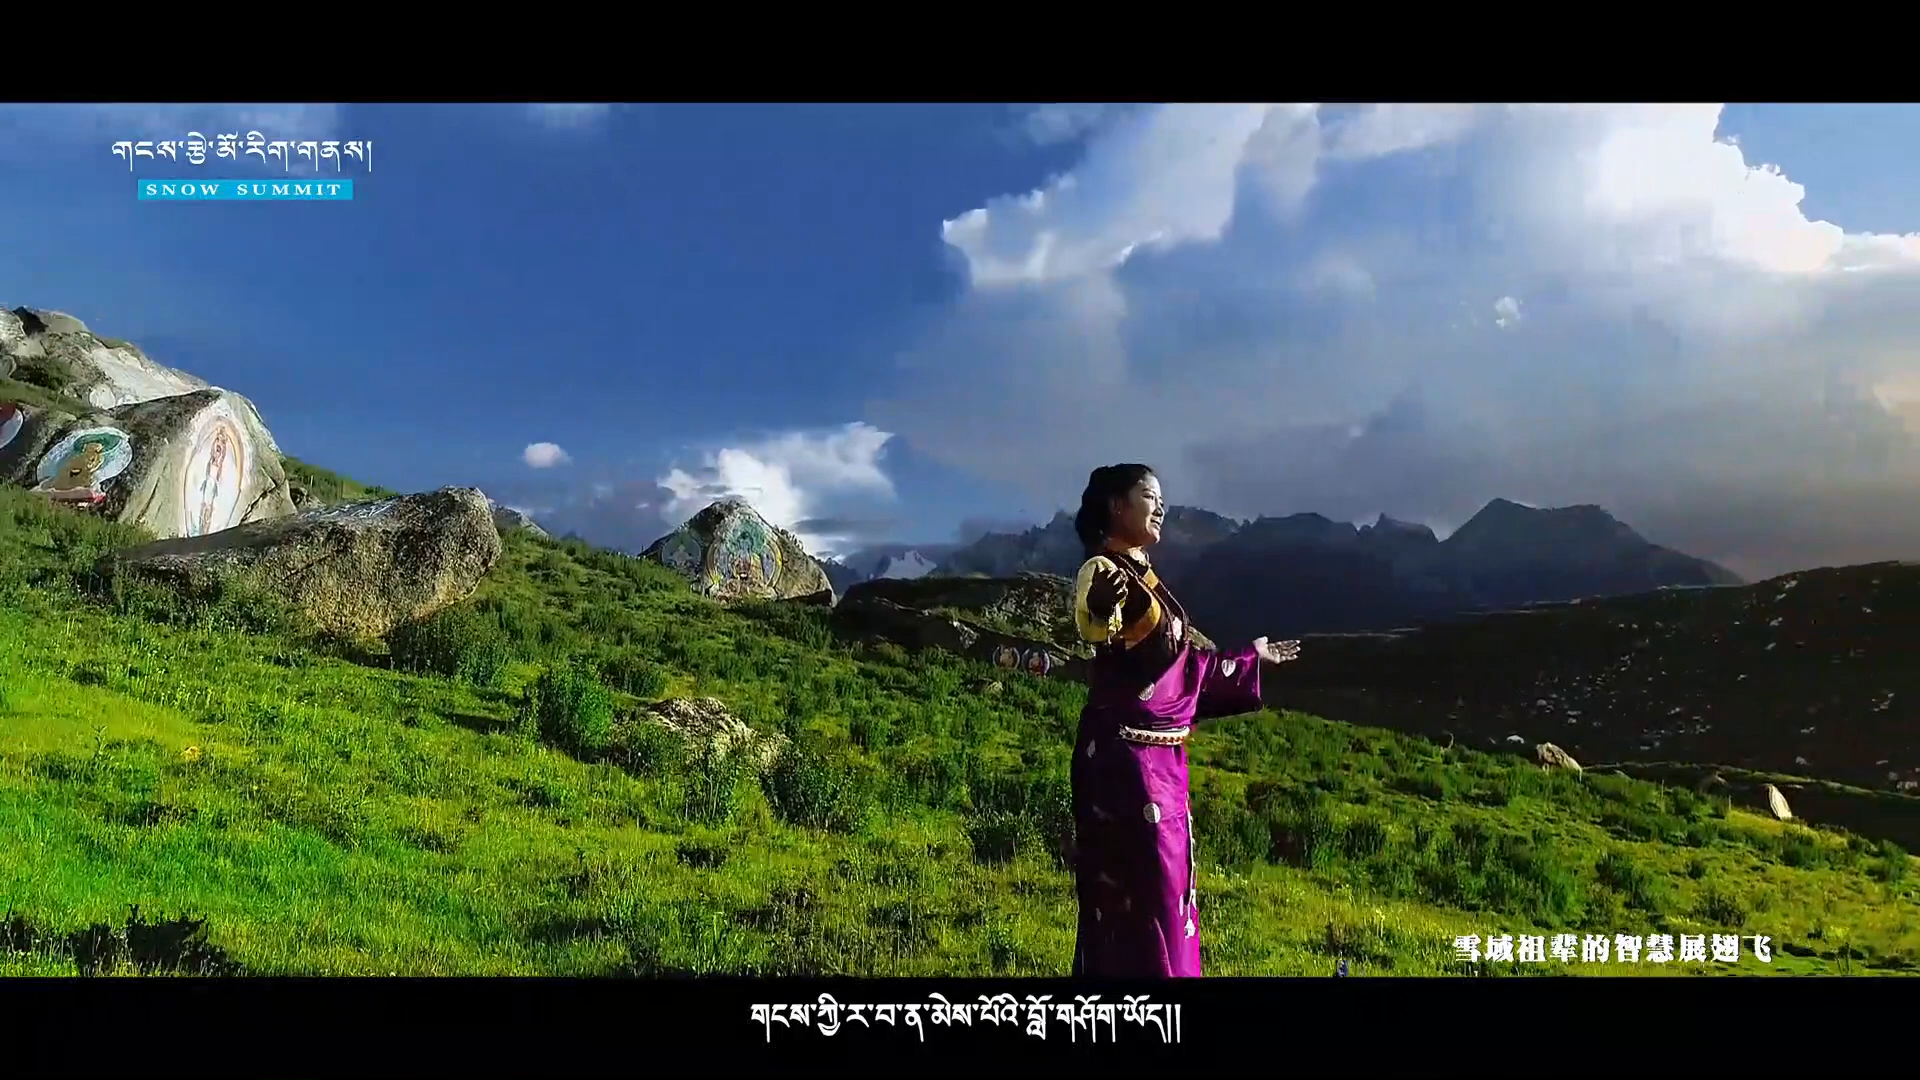 གངས་རྩེ་མོ་རིག་གནས།
SNOW SUMMIT
雪域祖辈的智慧展翅飞
གངས་ཀྱི་ར་བ་ན་མེས་པོའི་བློ་གཤོག་ཡོད།།